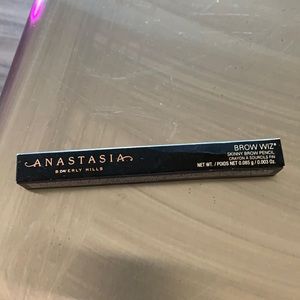 ANASTASIA
BEVERLY HILLS
BROW WIZ®
SKINNY BROW PENCIL
CRAYON À SOURCILS FIN
NET WT. / POIDS NET 0.085 g / 0.003 Oz.